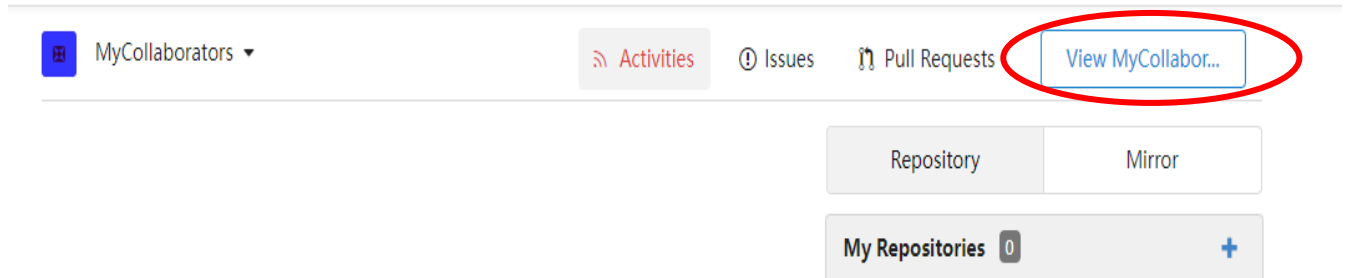 MyCollaborators Activities Issues Pull Requests View MyCollabor...
Repository Mirror
My Repositories 0 +